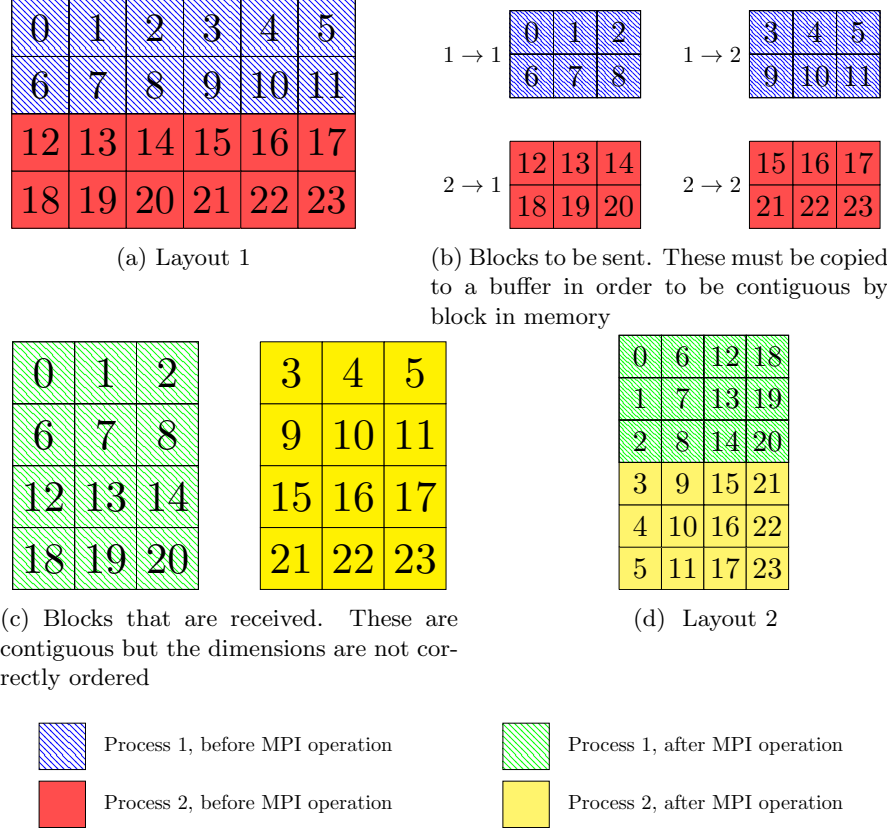 0 1 2 3 4 5
6 7 8 9 10 11
12 13 14 15 16 17
18 19 20 21 22 23
(a) Layout 1
1 → 1
0 1 2
6 7 8
1 → 2
3 4 5
9 10 11
2 → 1
12 13 14
18 19 20
2 → 2
15 16 17
21 22 23
(b) Blocks to be sent. These must be copied
to a buffer in order to be contiguous by
block in memory
0 1 2
6 7 8
12 13 14
18 19 20
3 4 5
9 10 11
15 16 17
21 22 23
(c) Blocks that are received. These are
contiguous but the dimensions are not cor-
rectly ordered
0 6 12 18
1 7 13 19
2 8 14 20
3 9 15 21
4 10 16 22
5 11 17 23
(d) Layout 2
Process 1, before MPI operation
Process 1, after MPI operation
Process 2, before MPI operation
Process 2, after MPI operation